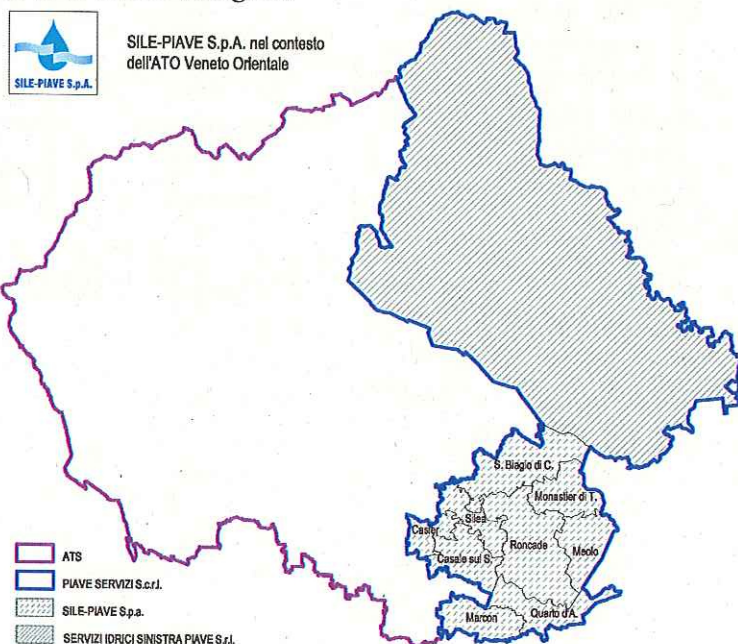 SILE-PIAVE S.p.A. nel contesto
dell'ATO Veneto Orientale
SILE-PIAVE S.p.A.
S. Biagio di C.
Monastier di T.
Silea
Casier
Roncade
Meolo
Casale sul S.
Marcon
Quarto d'A.
ATS
PIAVE SERVIZI S.c.r.l.
SILE-PIAVE S.p.a.
SERVIZI IDRICI SINISTRA PIAVE S.r.l.